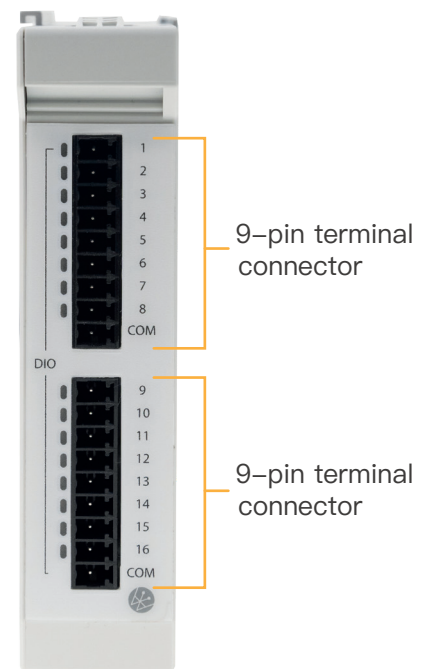 1
2
3
4
5
6
7
8
COM
9-pin terminal
connector
DIO
9
10
11
12
13
14
15
16
COM
9-pin terminal
connector